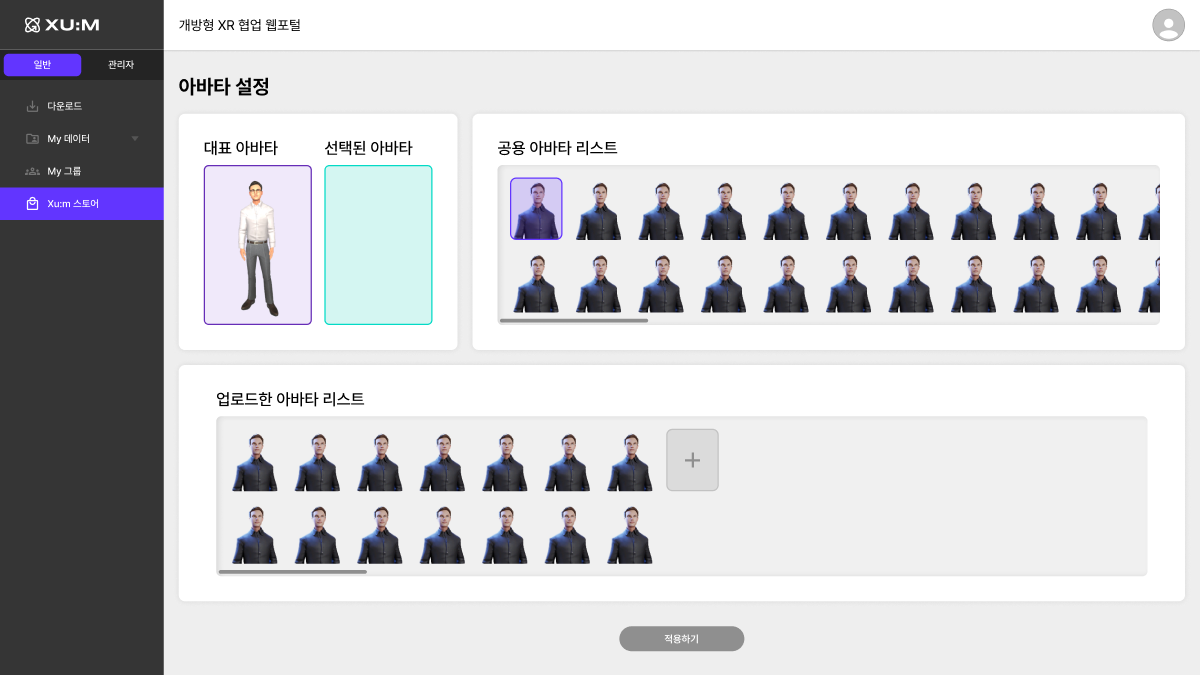 XU:M
개방형 XR 협업 웹포털
일반
관리자
다운로드
My 데이터
My 그룹
Xu:m 스토어
아바타 설정
대표 아바타
선택된 아바타
공용 아바타 리스트
업로드한 아바타 리스트
적용하기